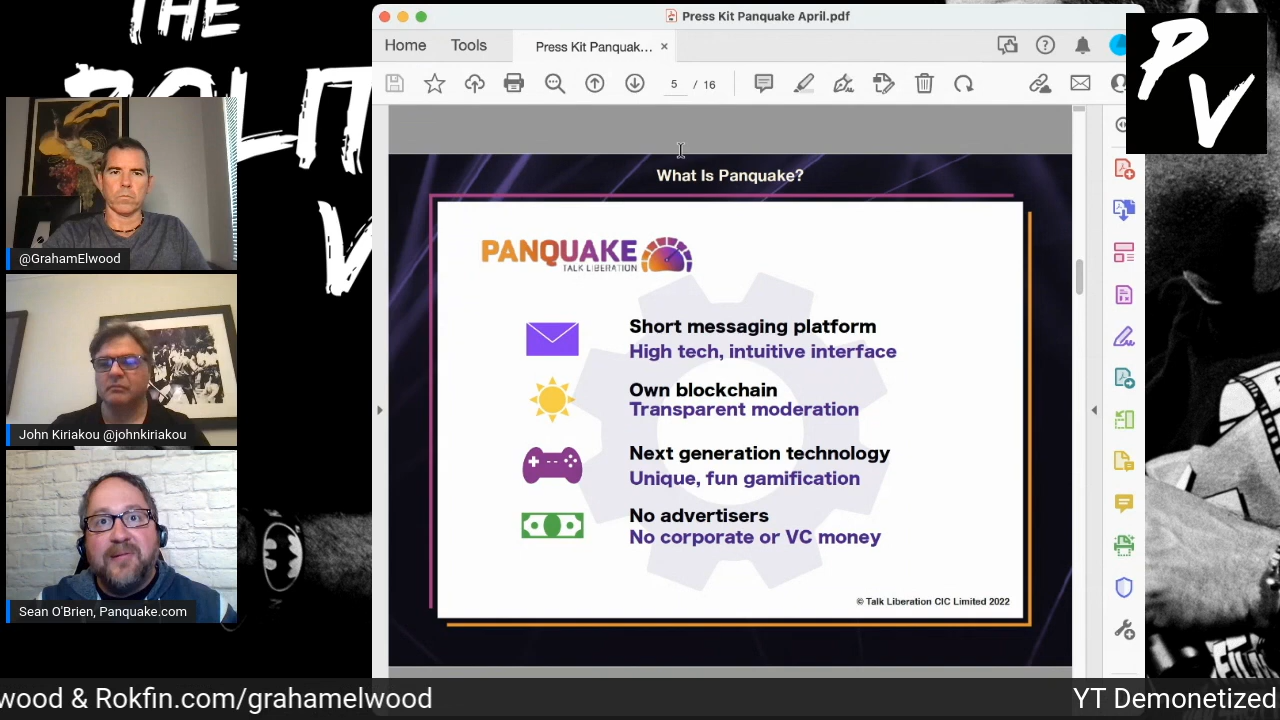 THE
@GrahamElwood
John Kiriakou @johnkiriakou
Sean O'Brien, Panquake.com
Press Kit Panquake April.pdf
Home
Tools
Press Kit Panquak... ×
5 / 16
PV
What Is Panquake?
PANQUAKE
TALK LIBERATION
Short messaging platform
High tech, intuitive interface
Own blockchain
Transparent moderation
Next generation technology
Unique, fun gamification
No advertisers
No corporate or VC money
© Talk Liberation CIC Limited 2022
wood & Rokfin.com/grahamelwood
YT Demonetized